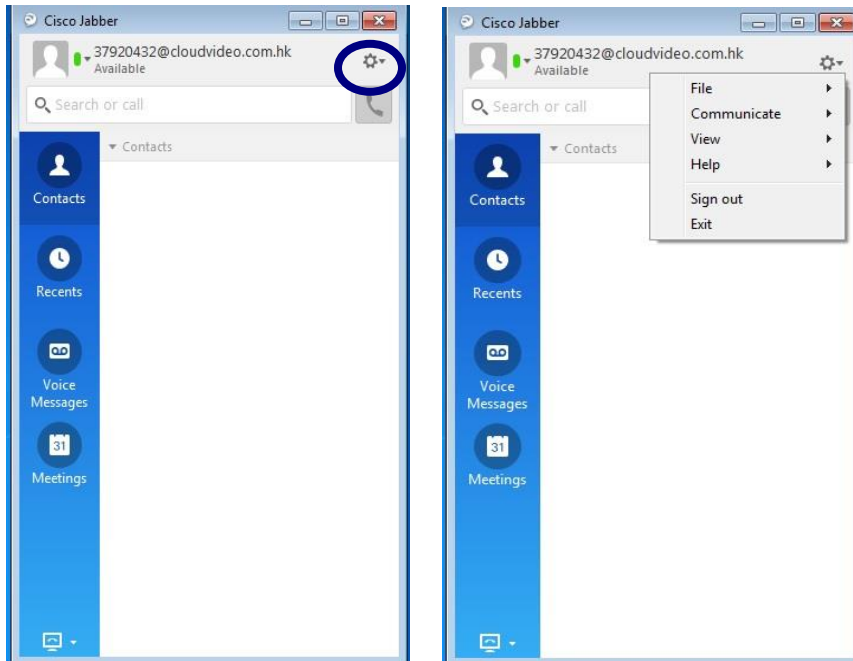 Cisco Jabber
37920432@cloudvideo.com.hk
Available
Search or call
Contacts
Contacts
Recents
Voice
Messages
31
Meetings
Cisco Jabber
37920432@cloudvideo.com.hk
Available
Search or call
File
Communicate
View
Help
Sign out
Exit
Contacts
Contacts
Recents
Voice
Messages
31
Meetings